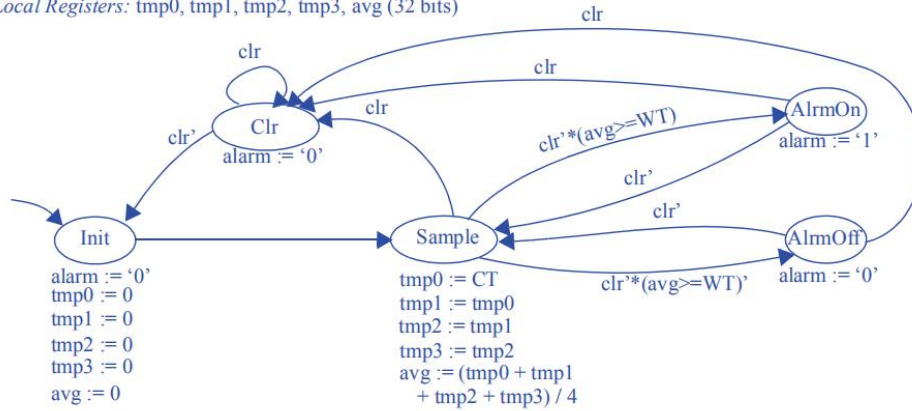 Local Registers: tmp0, tmp1, tmp2, tmp3, avg (32 bits)
clr
clr
clr
clr
clr'
Clr
alarm := ‘0’
clr’*(avg>=WT)
AlrmOn
alarm := ‘1’
clr’
clr’
Init
Sample
AlrmOff
alarm := ‘0’
clr’*(avg>=WT)’
alarm := ‘0’
tmp0 := 0
tmp1 := 0
tmp2 := 0
tmp3 := 0
avg := 0
tmp0 := CT
tmp1 := tmp0
tmp2 := tmp1
tmp3 := tmp2
avg := (tmp0 + tmp1
+ tmp2 + tmp3) / 4